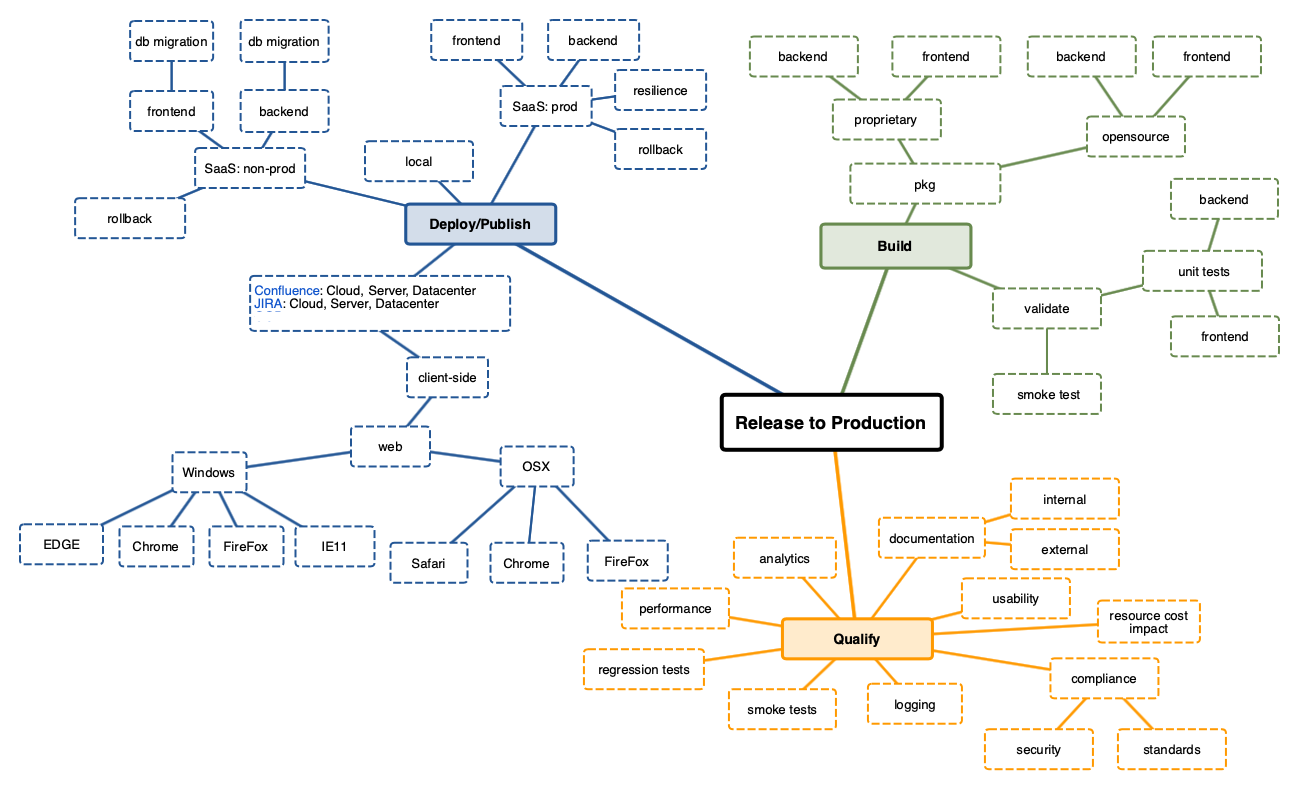 db migration
db migration
frontend
backend
frontend
backend
SaaS: non-prod
rollback
SaaS: prod
resilience
rollback
local
Deploy/Publish
Confluence: Cloud, Server, Datacenter
JIRA: Cloud, Server, Datacenter
client-side
web
Windows
OSX
EDGE
Chrome
FireFox
IE11
Safari
Chrome
FireFox
backend
frontend
backend
frontend
proprietary
opensource
pkg
Build
backend
unit tests
validate
frontend
smoke test
Release to Production
internal
documentation
external
analytics
usability
performance
resource cost
impact
Qualify
regression tests
compliance
smoke tests
logging
security
standards